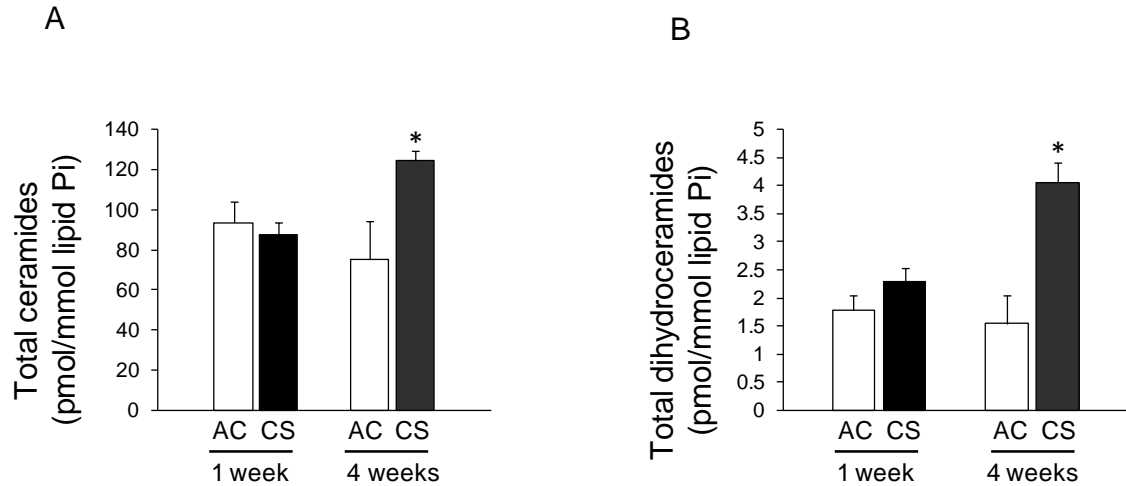 A
Total ceramides
(pmol/mmol lipid Pi)
140
120
100
80
60
40
20
0
*
AC CS AC CS
1 week 4 weeks
B
Total dihydroceramides
(pmol/mmol lipid Pi)
5
4.5
4
3.5
3
2.5
2
1.5
1
0.5
0
*
AC CS AC CS
1 week 4 weeks